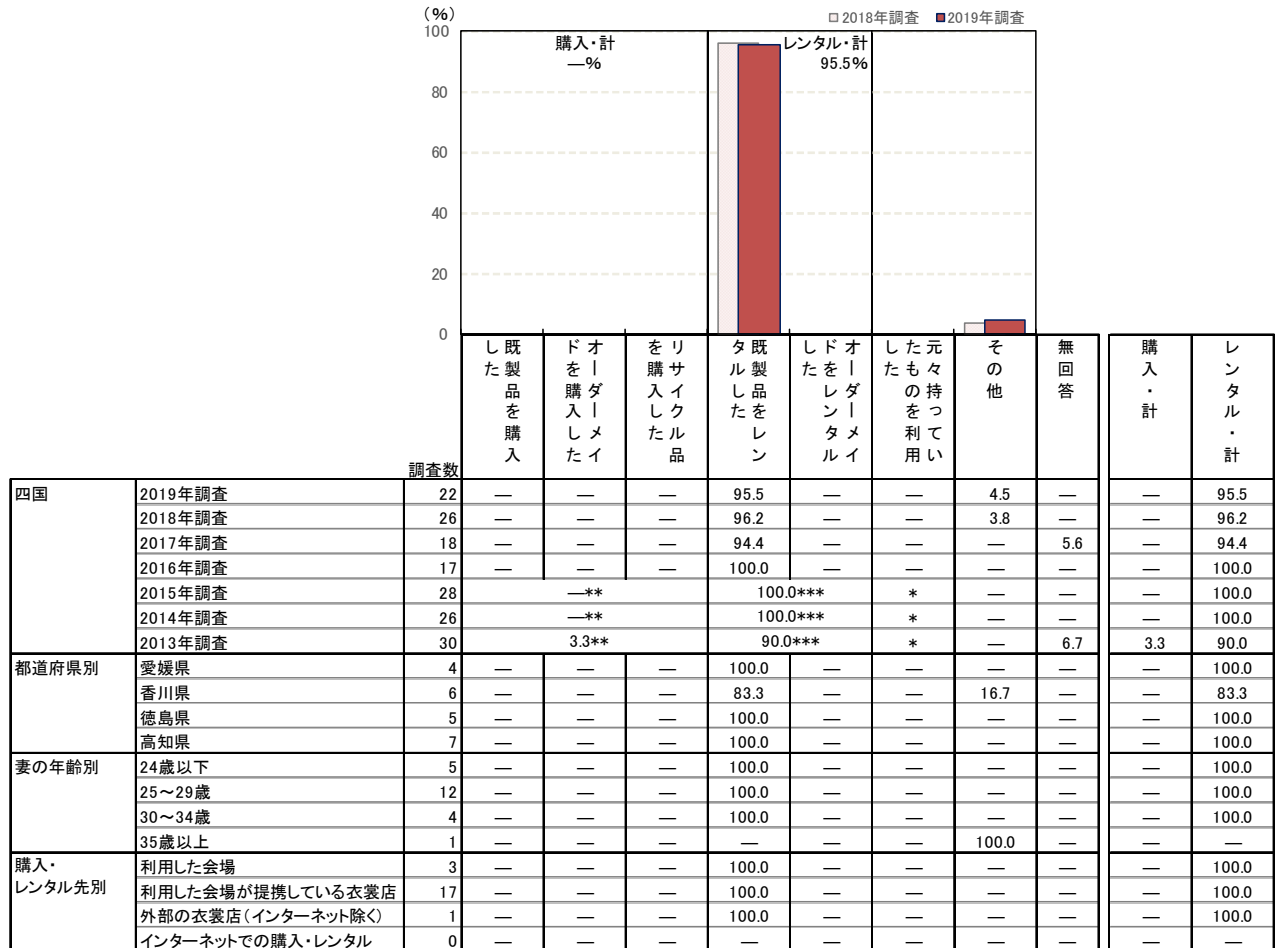 (%)
□2018年調査 ■2019年調査
100
80
60
40
20
0
購入・計
―%
レンタル・計
95.5%
調査数
既製品を購入した
オーダーメイドを購入した
リサイクル品を購入した
既製品をレンタルした
オーダーメイドをレンタルした
元々持っていたものを利用した
その他
無回答
購入・計
レンタル・計
四国 2019年調査 22 ― ― ― 95.5 ― ― 4.5 ― ― 95.5
2018年調査 26 ― ― ― 96.2 ― ― 3.8 ― ― 96.2
2017年調査 18 ― ― ― 94.4 ― ― ― 5.6 ― 94.4
2016年調査 17 ― ― ― 100.0 ― ― ― ― ― 100.0
2015年調査 28 ―** 100.0*** * ― ― ― 100.0
2014年調査 26 ―** 100.0*** * ― ― ― 100.0
2013年調査 30 3.3** 90.0*** * ― 6.7 3.3 90.0
都道府県別 愛媛県 4 ― ― ― 100.0 ― ― ― ― ― 100.0
香川県 6 ― ― ― 83.3 ― ― 16.7 ― ― 83.3
徳島県 5 ― ― ― 100.0 ― ― ― ― ― 100.0
高知県 7 ― ― ― 100.0 ― ― ― ― ― 100.0
妻の年齢別 24歳以下 5 ― ― ― 100.0 ― ― ― ― ― 100.0
25～29歳 12 ― ― ― 100.0 ― ― ― ― ― 100.0
30～34歳 4 ― ― ― 100.0 ― ― ― ― ― 100.0
35歳以上 1 ― ― ― ― ― ― 100.0 ― ― ―
購入・
レンタル先別
利用した会場 3 ― ― ― 100.0 ― ― ― ― ― 100.0
利用した会場が提携している衣裳店 17 ― ― ― 100.0 ― ― ― ― ― 100.0
外部の衣裳店(インターネット除く) 1 ― ― ― 100.0 ― ― ― ― ― 100.0
インターネットでの購入・レンタル 0 ― ― ― ― ― ― ― ― ― ―